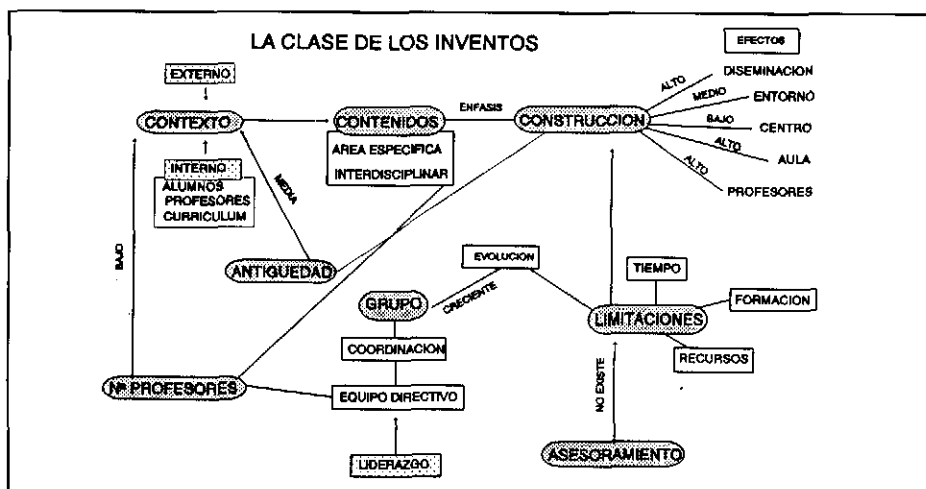 LA CLASE DE LOS INVENTOS
EFECTOS
EXTERNO
ALTO
DISEMINACION
MEDIO
ENTORNO
CONTEXTO
CONTENIDOS
ENFASIS
CONSTRUCCION
BAJO
CENTRO
ALTO
AULA
ALTO
PROFESORES
AREA ESPECIFICA
INTERDISCIPLINAR
INTERNO
ALUMNOS
PROFESORES
CURRICULUM
MEDIA
BAJO
ANTIGUEDAD
EVOLUCION
TIEMPO
GRUPO
CRECIENTE
FORMACION
LIMITACIONES
COORDINACION
RECURSOS
Nº PROFESORES
EQUIPO DIRECTIVO
NO EXISTE
LIDERAZGO
ASESORAMIENTO